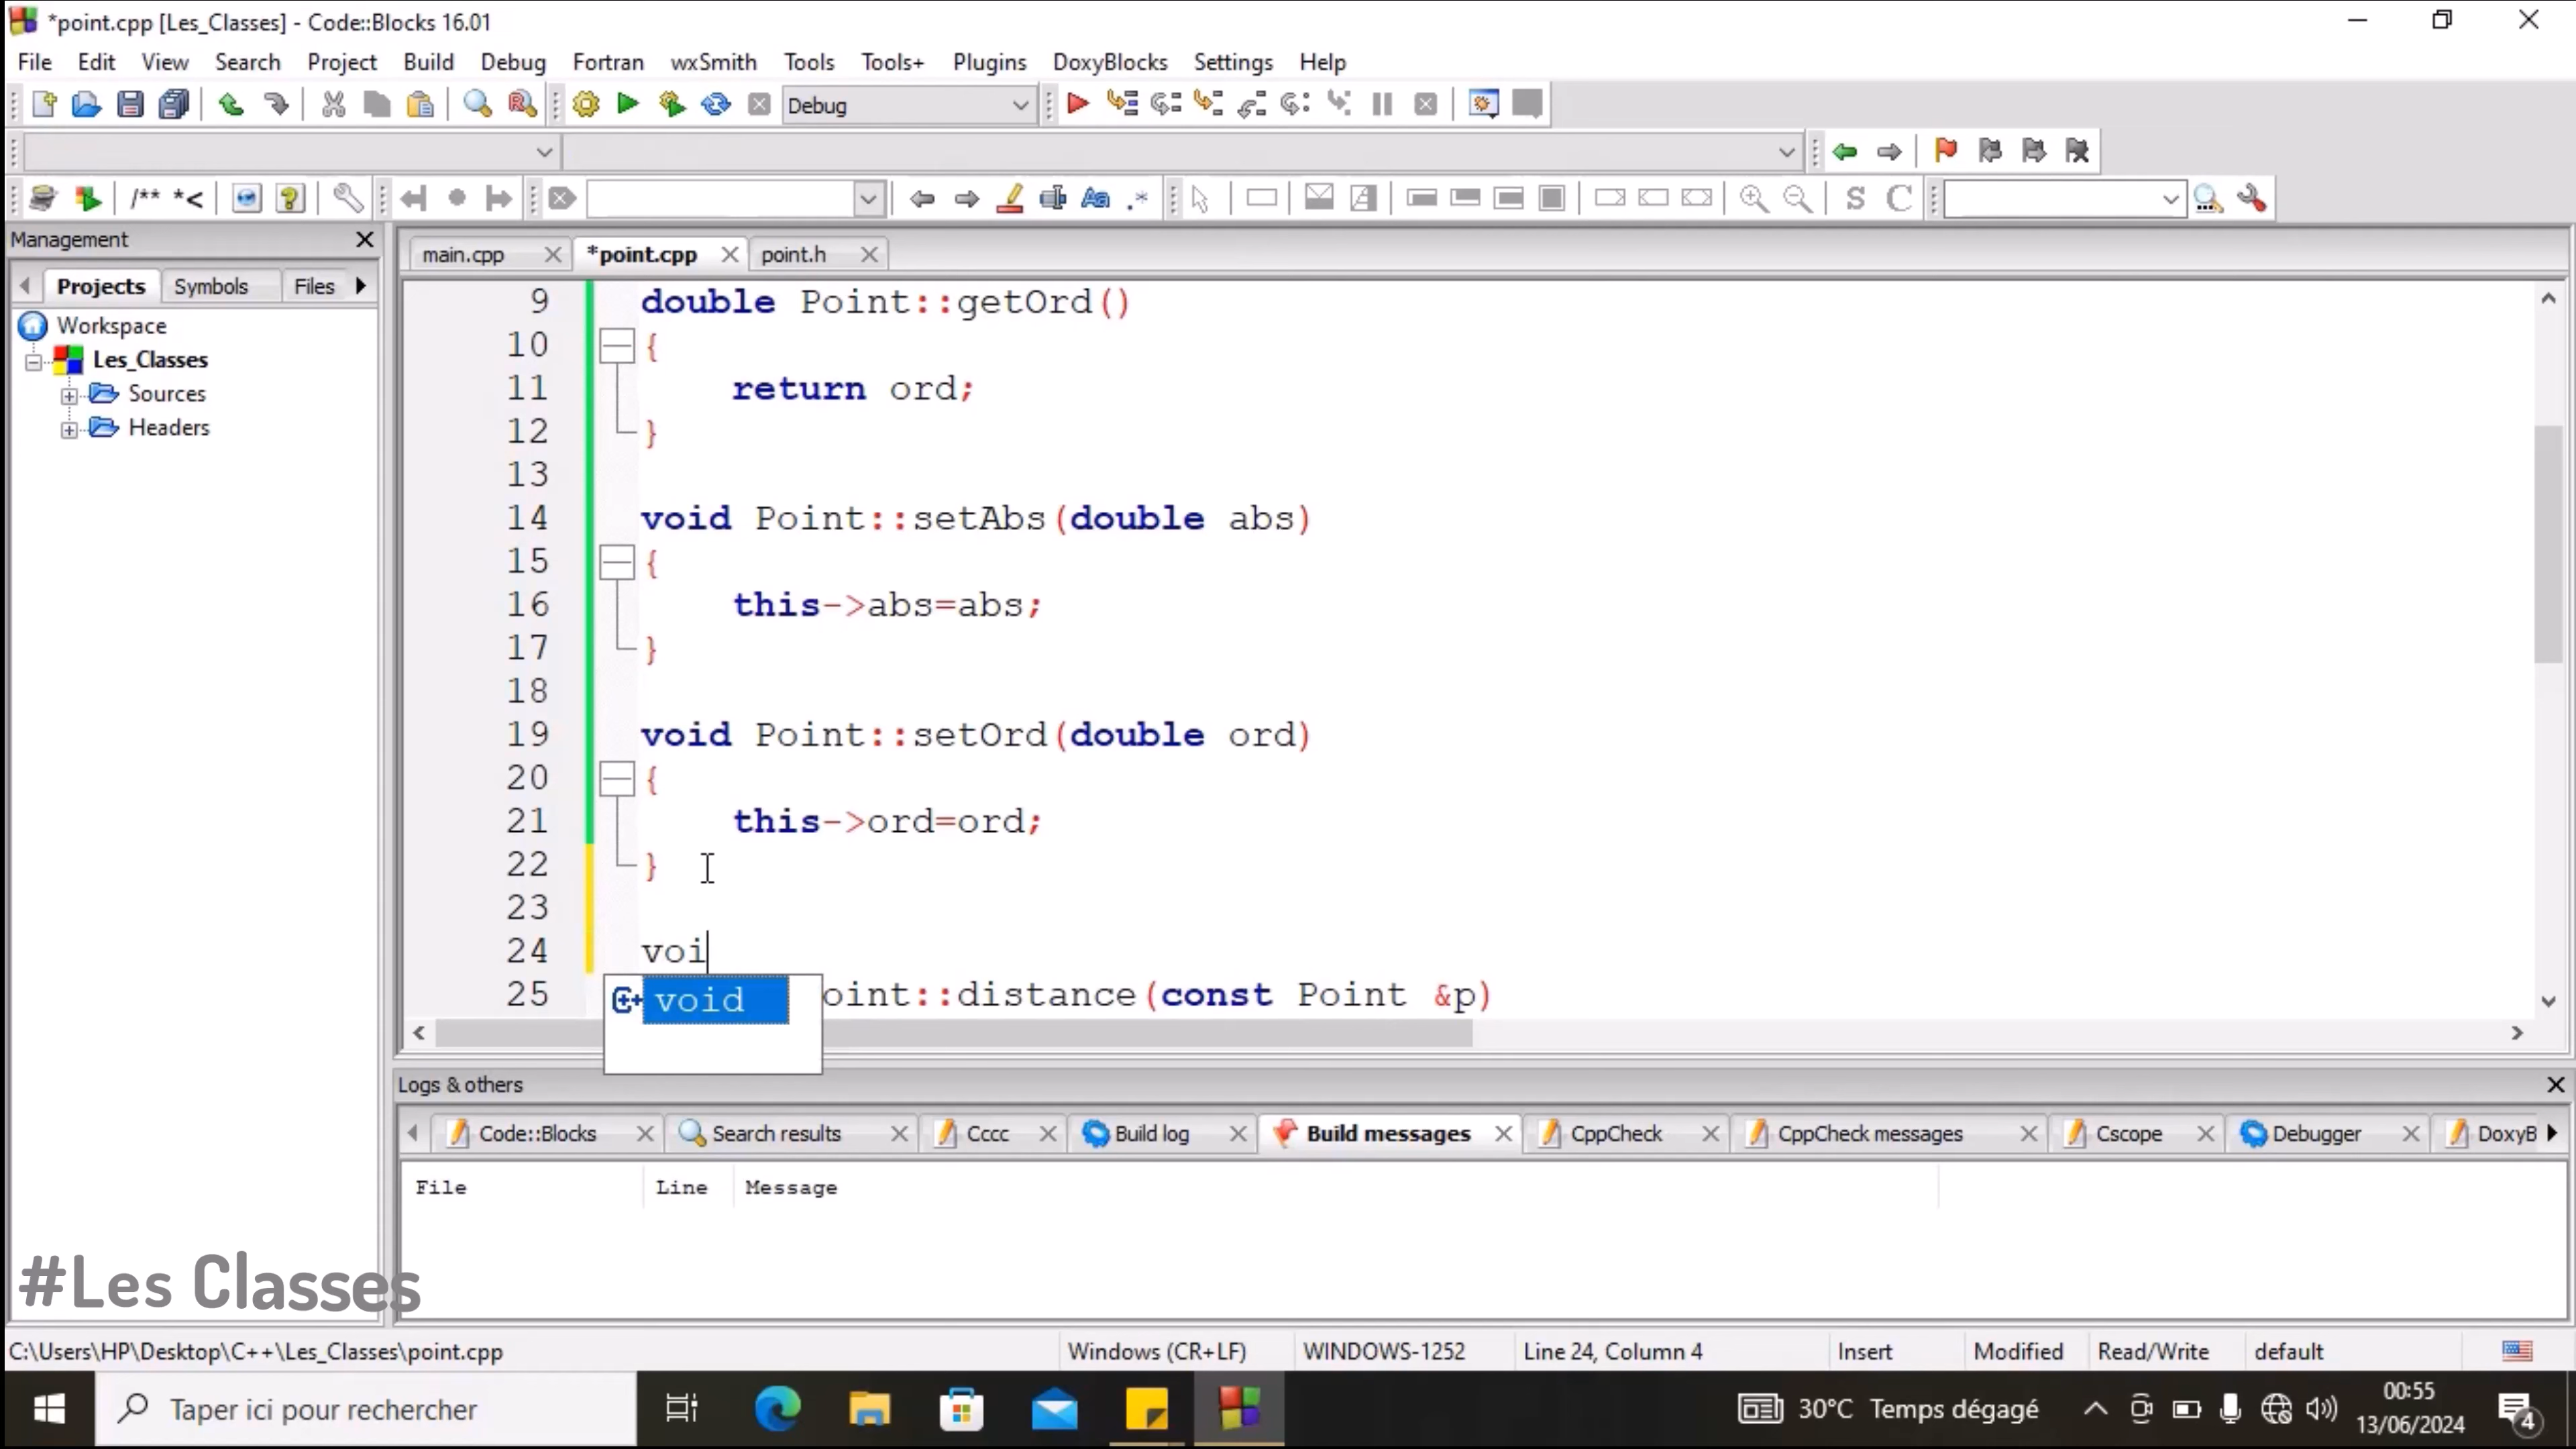 *point.cpp [Les_Classes] - Code::Blocks 16.01
File Edit View Search Project Build Debug Fortran wxSmith Tools Tools+ Plugins DoxyBlocks Settings Help
Debug
/** *<
Aa .* S C
Management
main.cpp *point.cpp point.h
Projects Symbols Files
Workspace
Les_Classes
Sources
Headers
9 double Point::getOrd()
10 {
11 return ord;
12 }
13
14 void Point::setAbs(double abs)
15 {
16 this->abs=abs;
17 }
18
19 void Point::setOrd(double ord)
20 {
21 this->ord=ord;
22 }
23
24 voi
25 oint::distance(const Point &p)
void
Logs & others
Code::Blocks Search results Cccc Build log Build messages CppCheck CppCheck messages Cscope Debugger DoxyB
File Line Message
#Les Classes
C:\Users\HP\Desktop\C++\Les_Classes\point.cpp Windows (CR+LF) WINDOWS-1252 Line 24, Column 4 Insert Modified Read/Write default
Taper ici pour rechercher
30°C Temps dégagé
00:55
13/06/2024
4